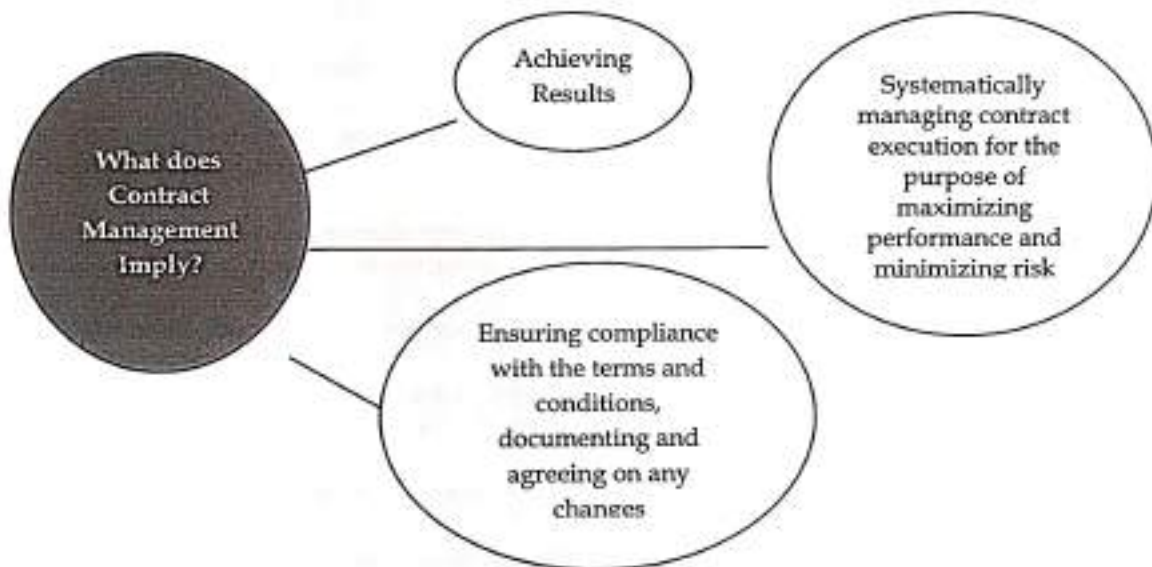 What does
Contract
Management
Imply?
Achieving
Results
Systematically
managing contract
execution for the
purpose of
maximizing
performance and
minimizing risk
Ensuring compliance
with the terms and
conditions,
documenting and
agreeing on any
changes